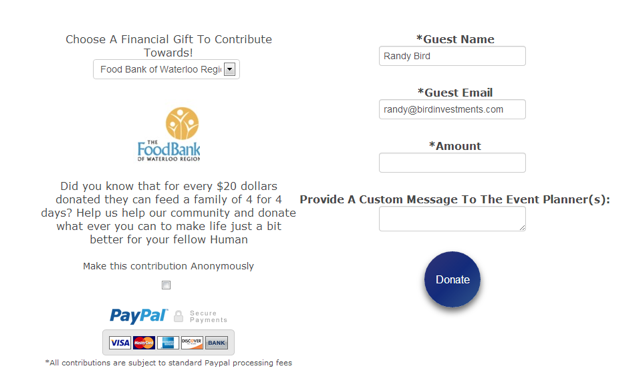 Choose A Financial Gift To Contribute
Towards!
Food Bank of Waterloo Regi
THE
FoodBank
OF WATERLOO REGION
Did you know that for every $20 dollars
donated they can feed a family of 4 for 4
days? Help us help our community and donate
what ever you can to make life just a bit
better for your fellow Human
Make this contribution Anonymously
PayPal Secure
Payments
VISA MasterCard AMERICAN EXPRESS DISCOVER BANK
*All contributions are subject to standard Paypal processing fees
*Guest Name
Randy Bird
*Guest Email
randy@birdinvestments.com
*Amount
Provide A Custom Message To The Event Planner(s):
Donate